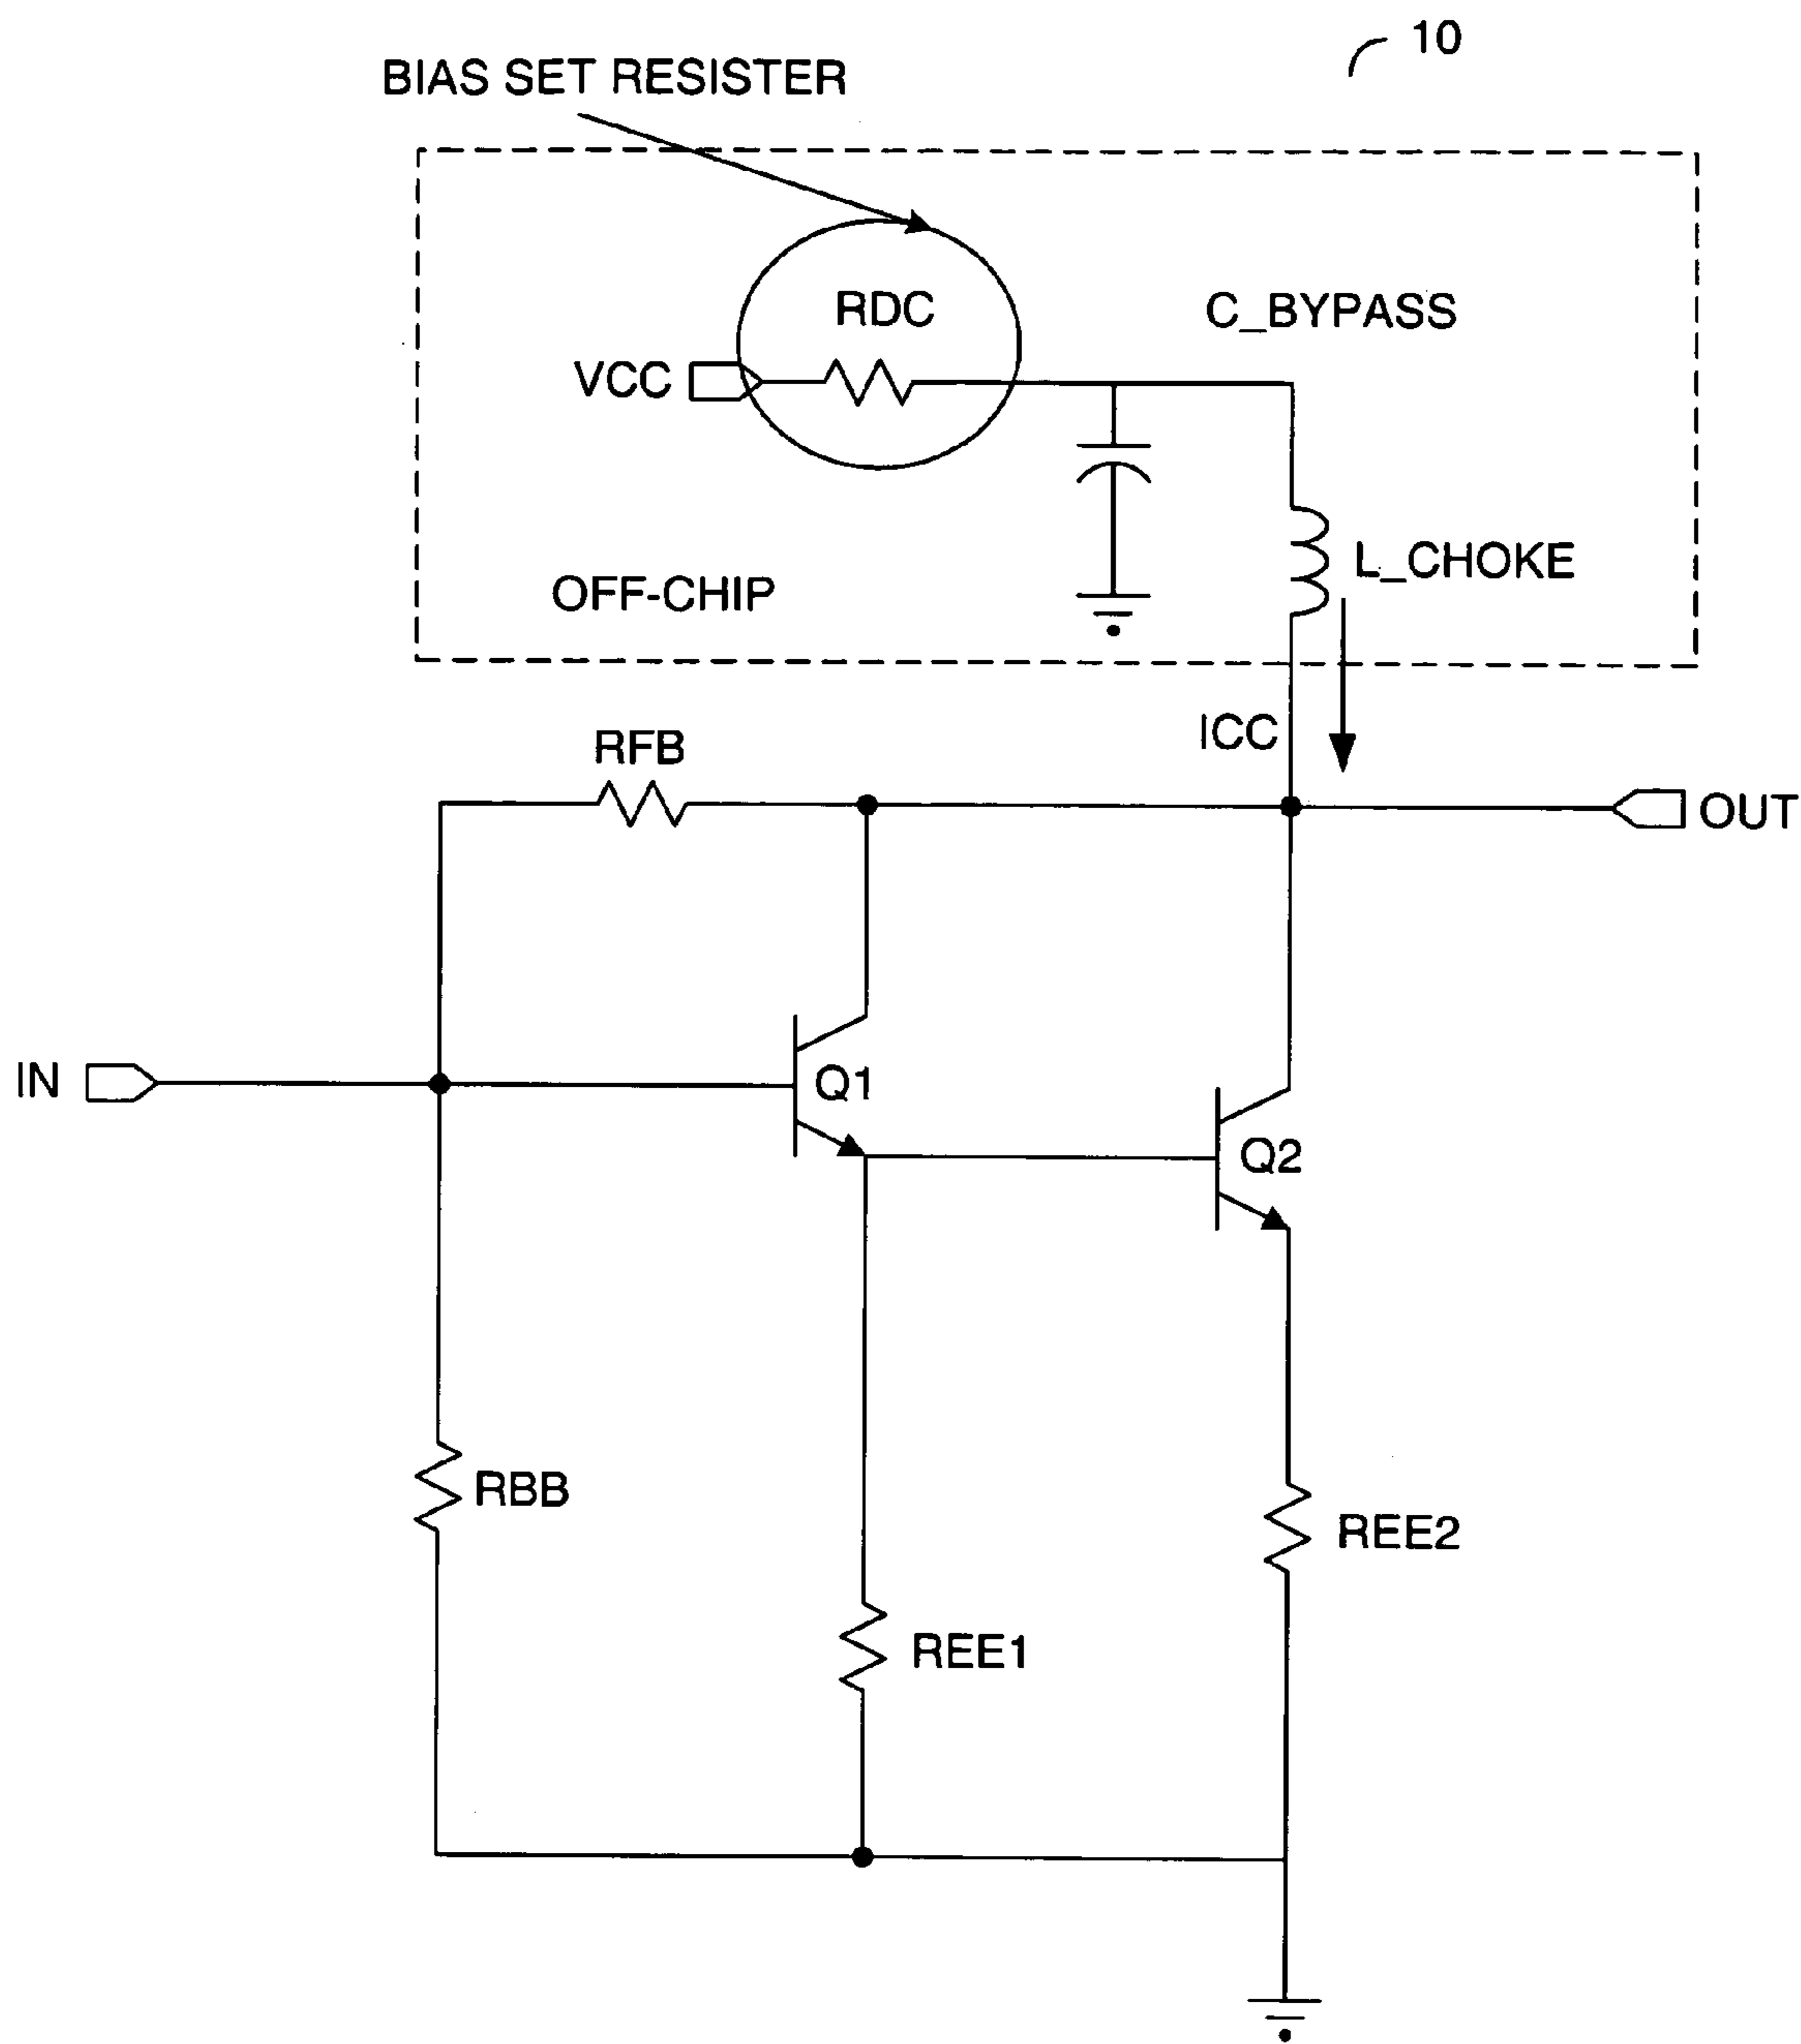 10
BIAS SET RESISTER
RDC
C_BYPASS
VCC
L_CHOKE
OFF-CHIP
ICC
RFB
OUT
IN
Q1
Q2
RBB
REE2
REE1